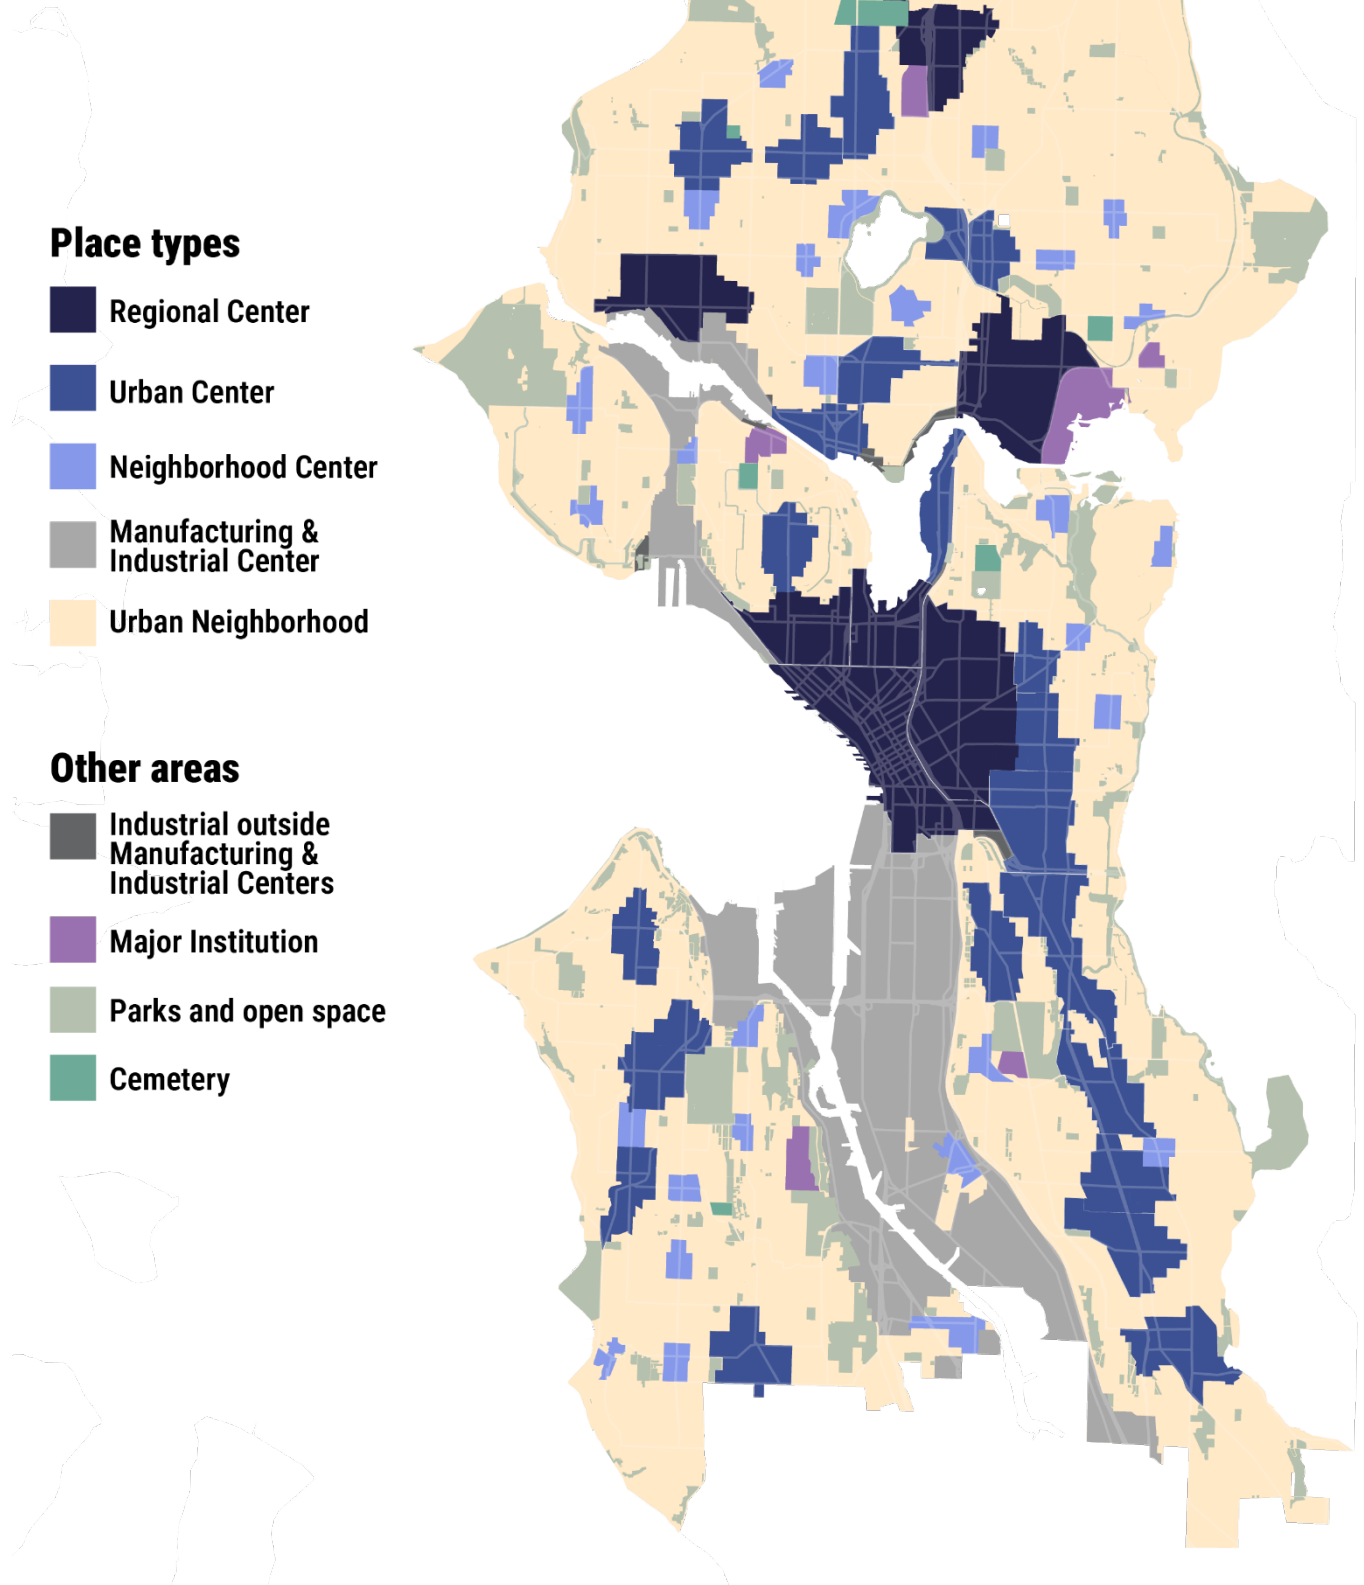 Place types
Regional Center
Urban Center
Neighborhood Center
Manufacturing &
Industrial Center
Urban Neighborhood
Other areas
Industrial outside
Manufacturing &
Industrial Centers
Major Institution
Parks and open space
Cemetery